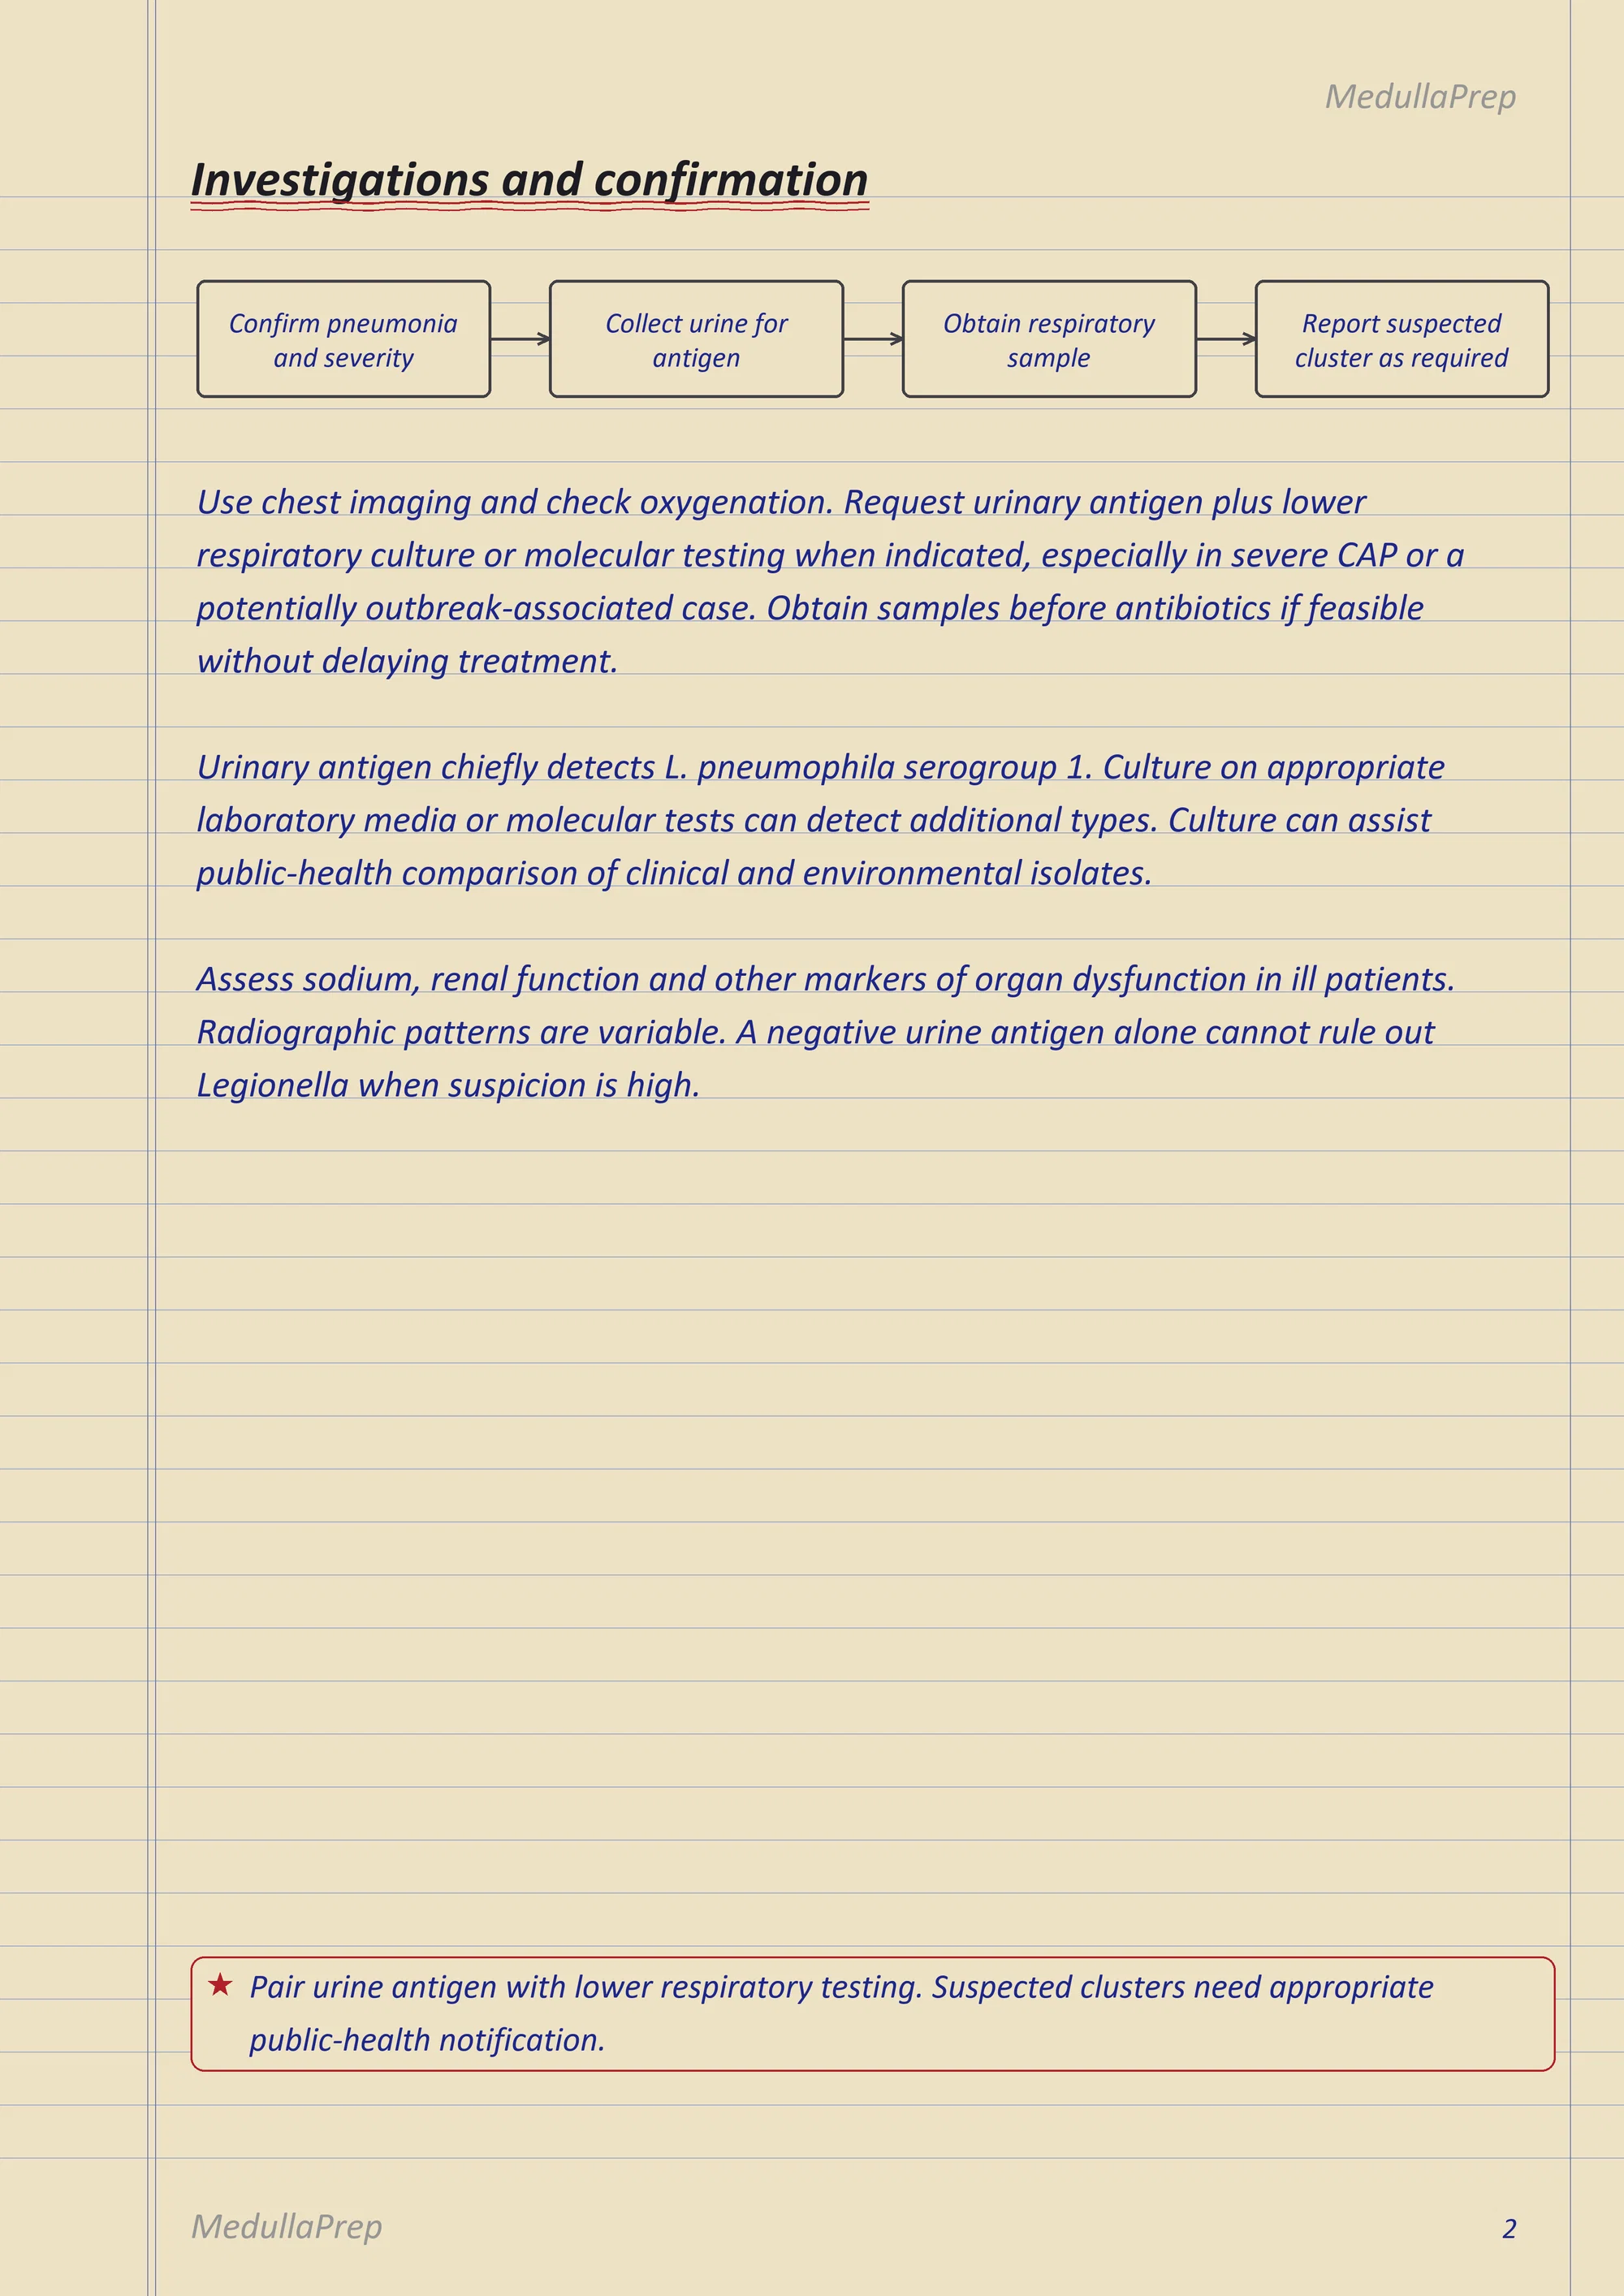 MedullaPrep
Investigations and confirmation
Confirm pneumonia
and severity
Collect urine for
antigen
Obtain respiratory
sample
Report suspected
cluster as required
Use chest imaging and check oxygenation. Request urinary antigen plus lower
respiratory culture or molecular testing when indicated, especially in severe CAP or a
potentially outbreak-associated case. Obtain samples before antibiotics if feasible
without delaying treatment.
Urinary antigen chiefly detects L. pneumophila serogroup 1. Culture on appropriate
laboratory media or molecular tests can detect additional types. Culture can assist
public-health comparison of clinical and environmental isolates.
Assess sodium, renal function and other markers of organ dysfunction in ill patients.
Radiographic patterns are variable. A negative urine antigen alone cannot rule out
Legionella when suspicion is high.
★ Pair urine antigen with lower respiratory testing. Suspected clusters need appropriate
public-health notification.
MedullaPrep
2